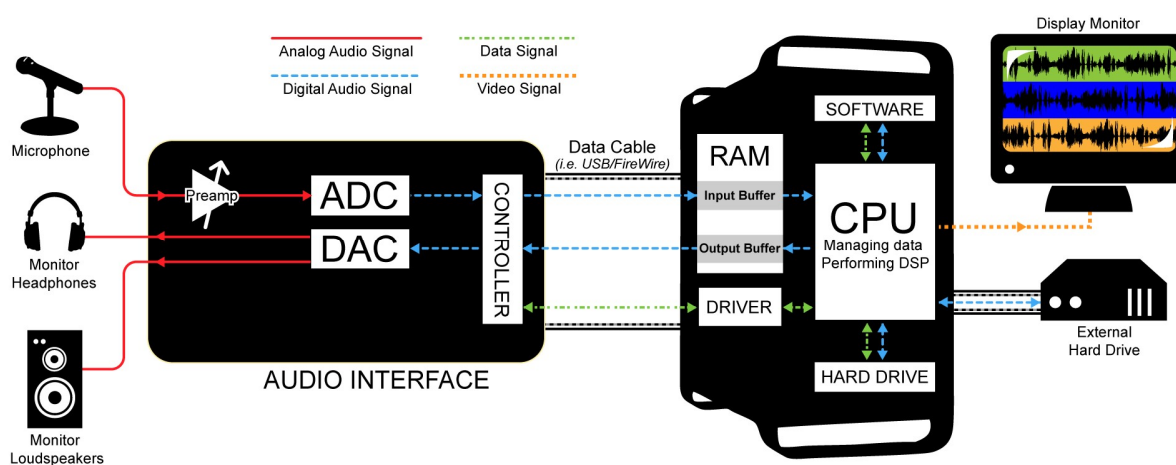 Display Monitor
Analog Audio Signal
Data Signal
Digital Audio Signal
Video Signal
Microphone
Data Cable
(i.e. USB/FireWire)
SOFTWARE
RAM
Preamp
ADC
CONTROLLER
Input Buffer
CPU
Managing data
Performing DSP
DAC
Output Buffer
Monitor
Headphones
DRIVER
External
Hard Drive
HARD DRIVE
AUDIO INTERFACE
Monitor
Loudspeakers